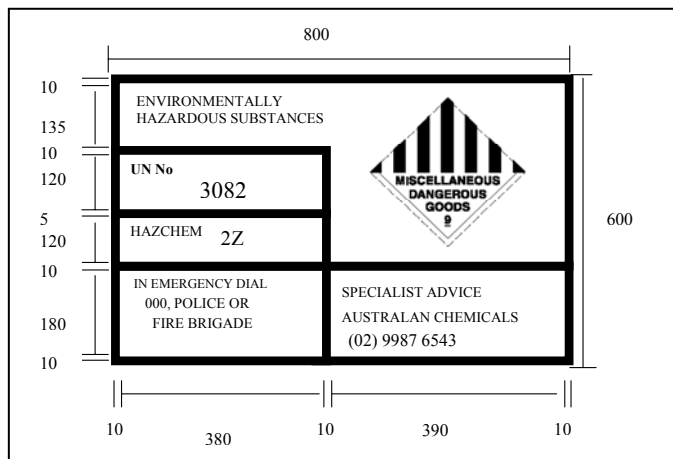 800
10
135
10
120
5
120
10
180
10
ENVIRONMENTALLY
HAZARDOUS SUBSTANCES
UN No
3082
HAZCHEM 2Z
MISCELLANEOUS
DANGEROUS
GOODS
9
600
IN EMERGENCY DIAL
000, POLICE OR
FIRE BRIGADE
SPECIALIST ADVICE
AUSTRALAN CHEMICALS
(02) 9987 6543
10
380
10
390
10